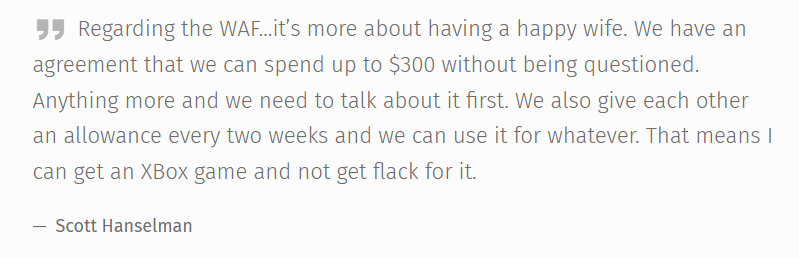 ❞ Regarding the WAF...it’s more about having a happy wife. We have an
agreement that we can spend up to $300 without being questioned.
Anything more and we need to talk about it first. We also give each other
an allowance every two weeks and we can use it for whatever. That means I
can get an XBox game and not get flack for it.
— Scott Hanselman